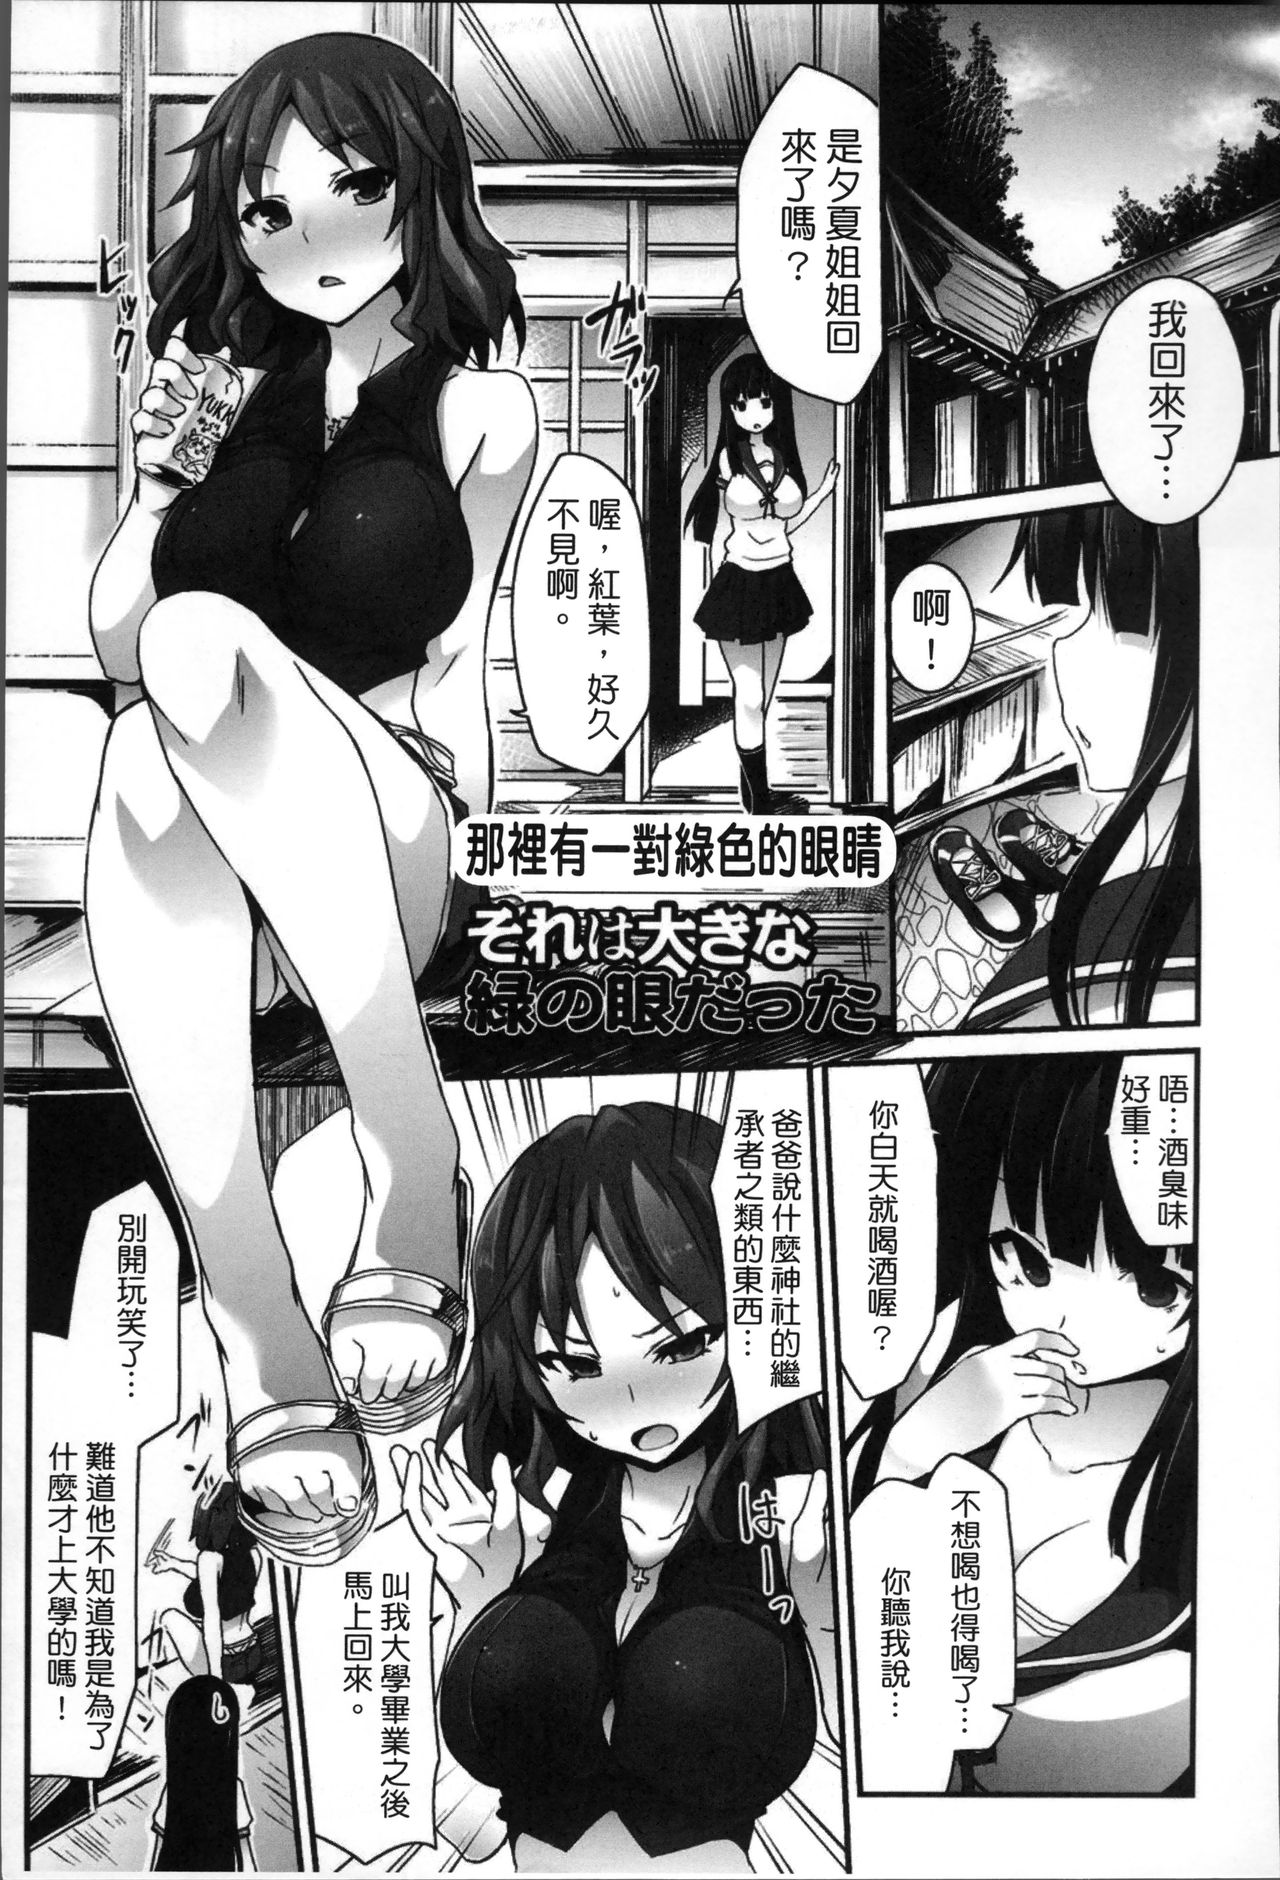 我回來了…
啊！
是夕夏姐姐回
來了嗎？
ガラッ
喔，紅葉，好久
不見啊。
ヒック
YUKK
那裡有一對綠色的眼睛
それは大きな
緑の眼だった
唔…酒臭味
好重…
你白天就喝酒喔？
不想喝也得喝了…
你聽我說…
爸爸說什麼神社的繼
承者之類的東西…
はーっ
叫我大學畢業之後
馬上回來。
別開玩笑了…
難道他不知道我是為了
什麼才上大學的嗎！